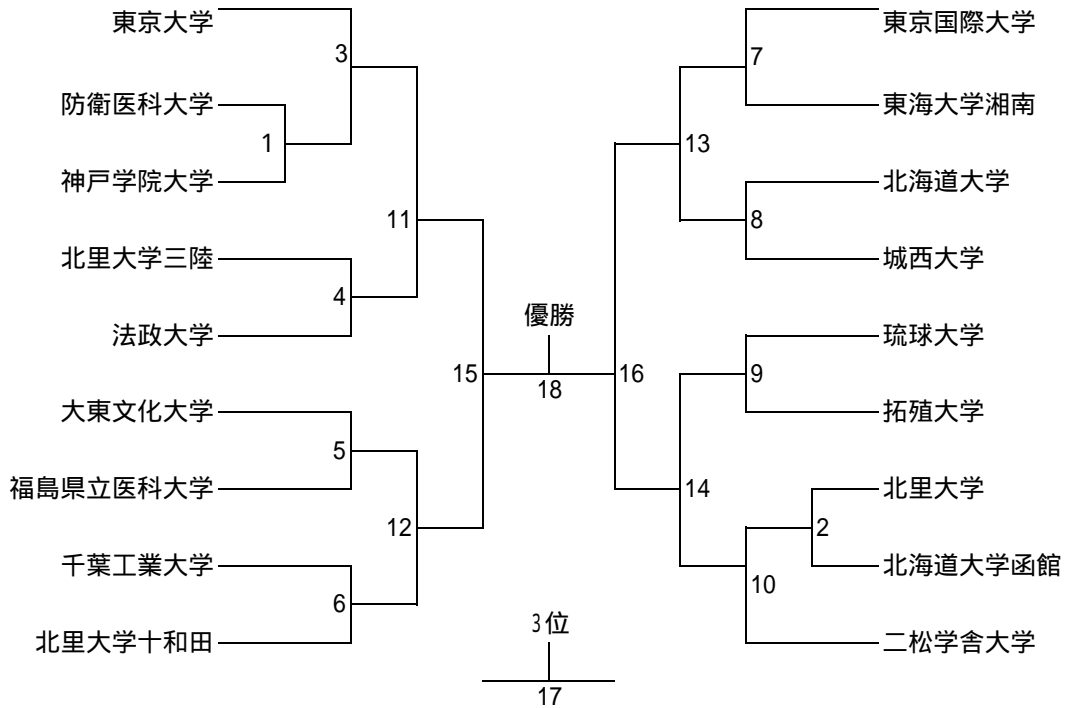 東京大学
3
防衛医科大学
1
神戸学院大学
11
北里大学三陸
4
法政大学
15
大東文化大学
5
福島県立医科大学
12
千葉工業大学
6
北里大学十和田
優勝
18
3位
17
東京国際大学
7
東海大学湘南
13
北海道大学
8
城西大学
16
琉球大学
9
拓殖大学
14
北里大学
2
北海道大学函館
10
二松学舎大学